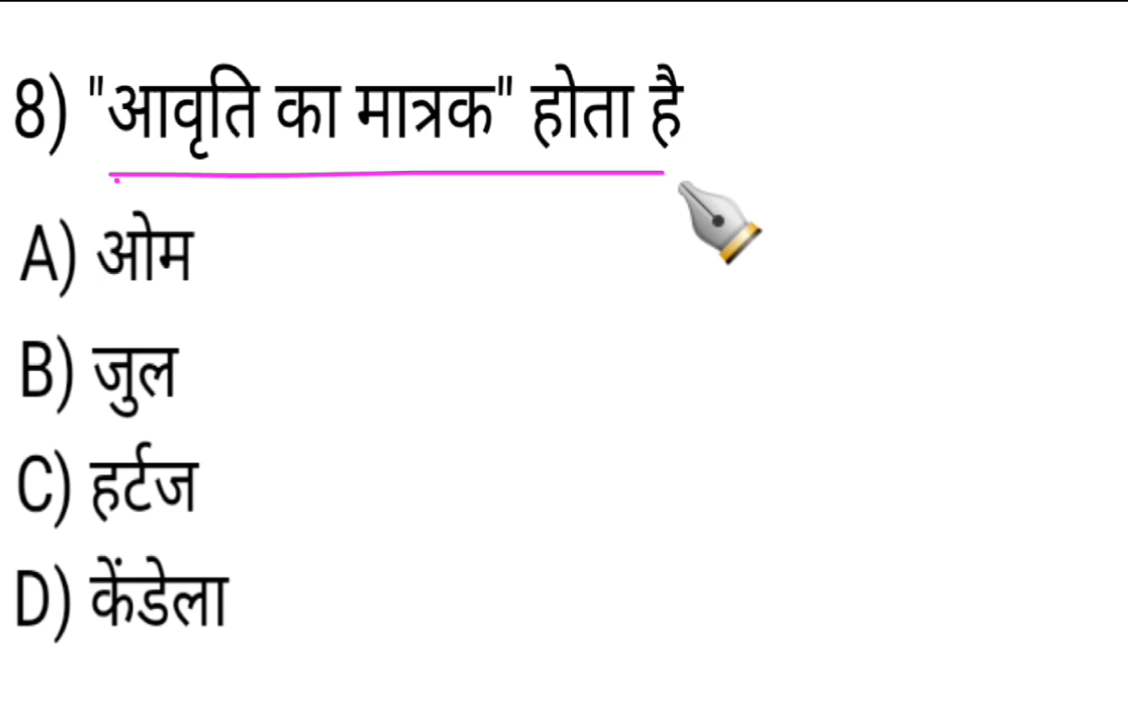 8) "आवृति का मात्रक" होता है
A) ओम
B) जुल
C) हर्टज
D) केंडेला